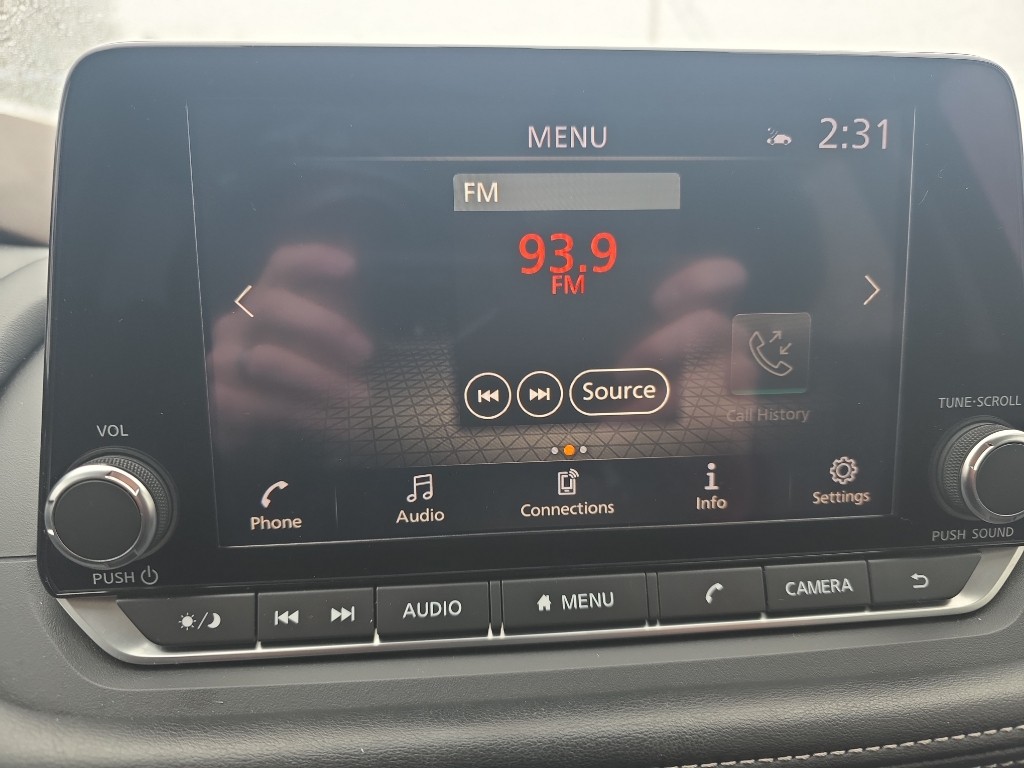 MENU
2:31
FM
93.9
FM
Source
Call History
VOL
TUNE·SCROLL
Phone
Audio
Connections
Info
Settings
PUSH
PUSH SOUND
AUDIO
MENU
CAMERA